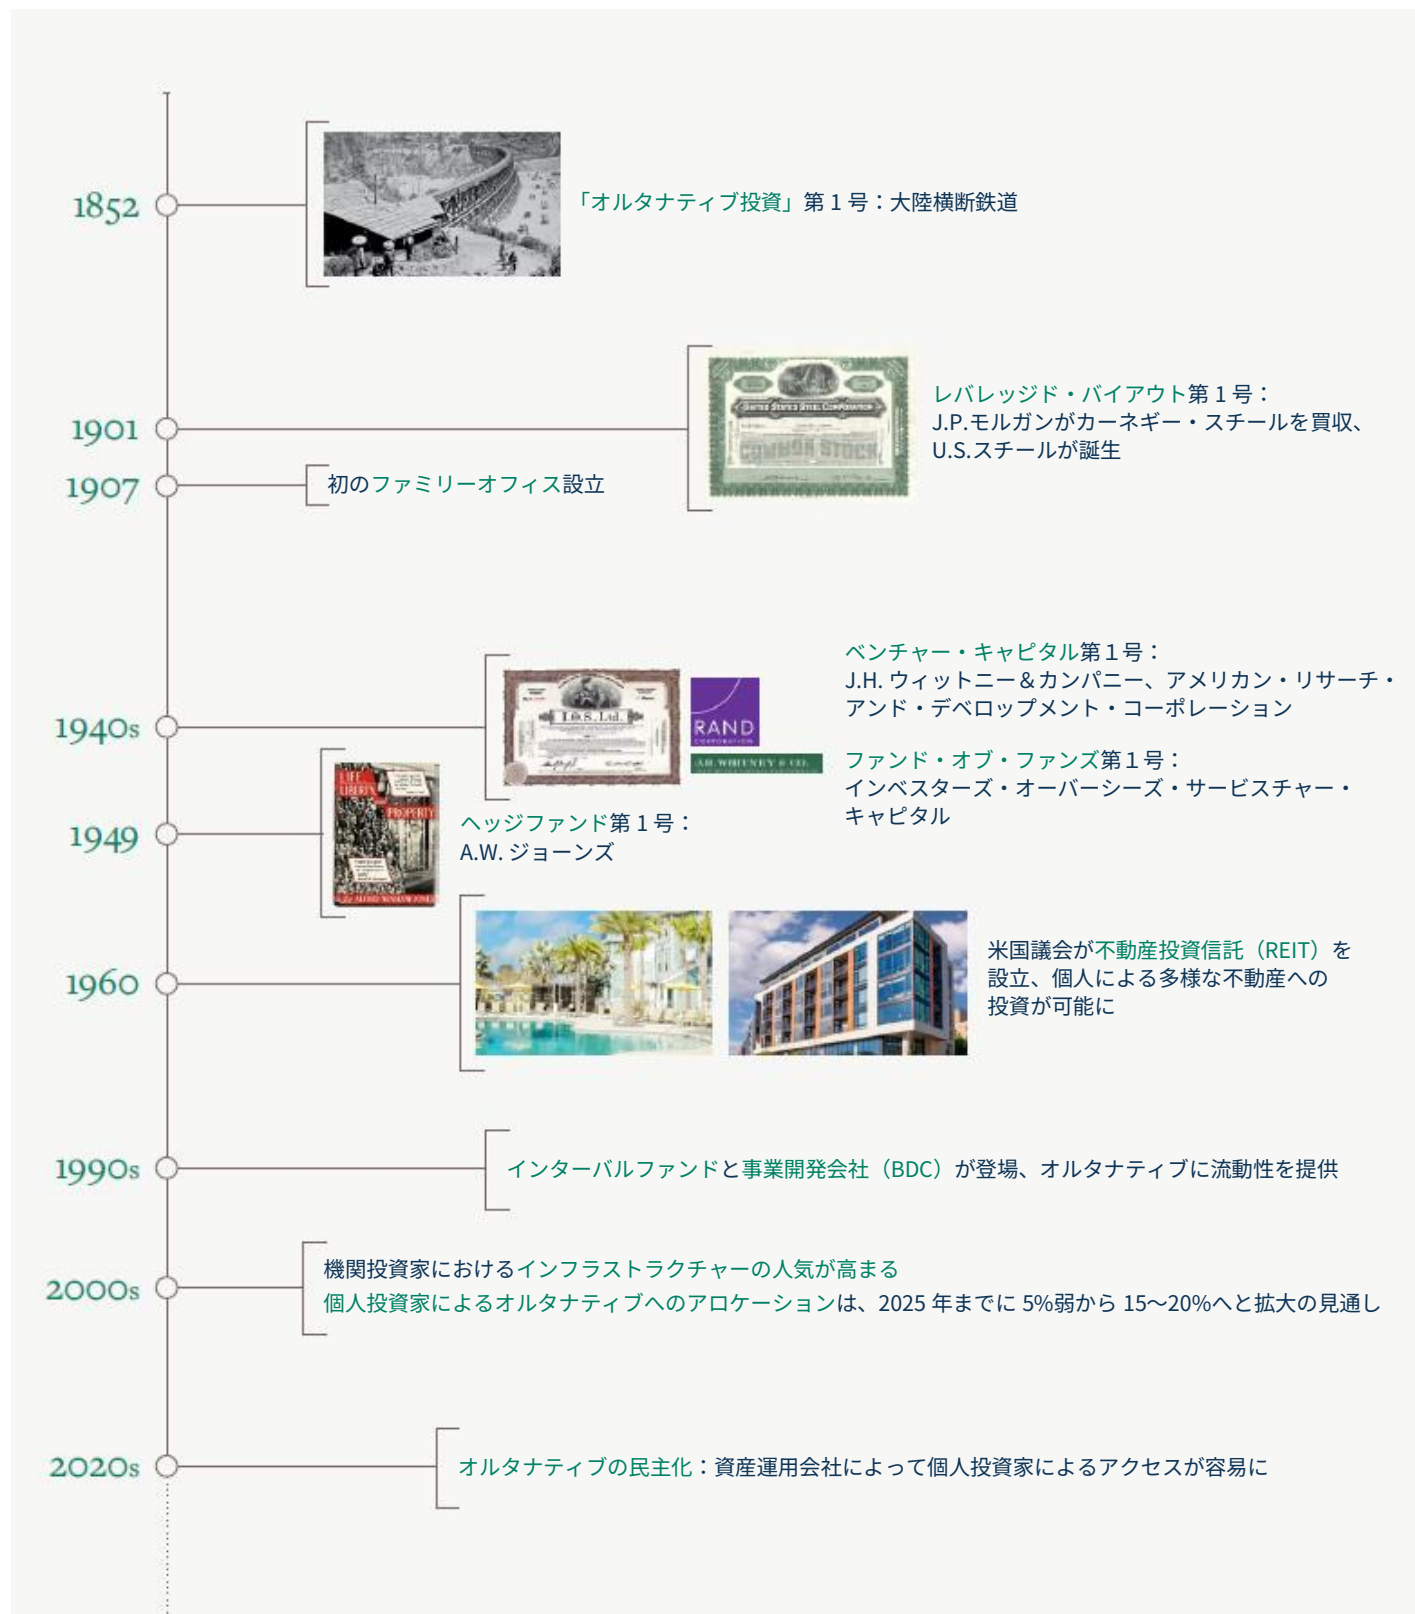 1852
「オルタナティブ投資」第1号：大陸横断鉄道
1901
UNITED STATES STEEL CORPORATION
COMMON STOCK
レバレッジド・バイアウト第1号：
J.P.モルガンがカーネギー・スチールを買収、
U.S.スチールが誕生
1907
初のファミリーオフィス設立
1940s
I.O.S., Ltd.
RAND
CORPORATION
J.H. WHITNEY & CO.
ベンチャー・キャピタル第1号：
J.H. ウィットニー＆カンパニー、アメリカン・リサーチ・
アンド・デベロップメント・コーポレーション
ファンド・オブ・ファンズ第1号：
インベスターズ・オーバーシーズ・サービスチャー・
キャピタル
1949
LIFE
LIBERTY
PROPERTY
By ALFRED WINSLOW JONES
ヘッジファンド第1号：
A.W. ジョーンズ
1960
米国議会が不動産投資信託（REIT）を
設立、個人による多様な不動産への
投資が可能に
1990s
インターバルファンドと事業開発会社（BDC）が登場、オルタナティブに流動性を提供
2000s
機関投資家におけるインフラストラクチャーの人気が高まる
個人投資家によるオルタナティブへのアロケーションは、2025 年までに 5%弱から 15～20%へと拡大の見通し
2020s
オルタナティブの民主化：資産運用会社によって個人投資家によるアクセスが容易に